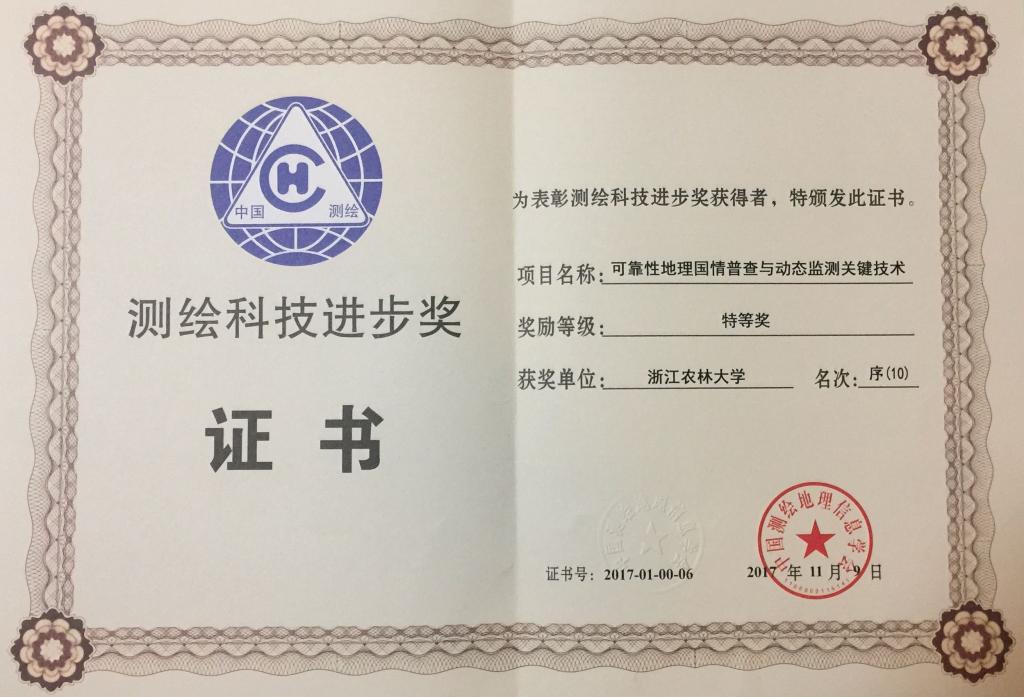 中国 测绘
CH
测绘科技进步奖
证 书
为表彰测绘科技进步奖获得者，特颁发此证书。
项目名称：可靠性地理国情普查与动态监测关键技术
奖励等级：特等奖
获奖单位：浙江农林大学 名次：序(10)
中国测绘地理信息学会
证书号：2017-01-00-06
2017 年 11 月 9 日